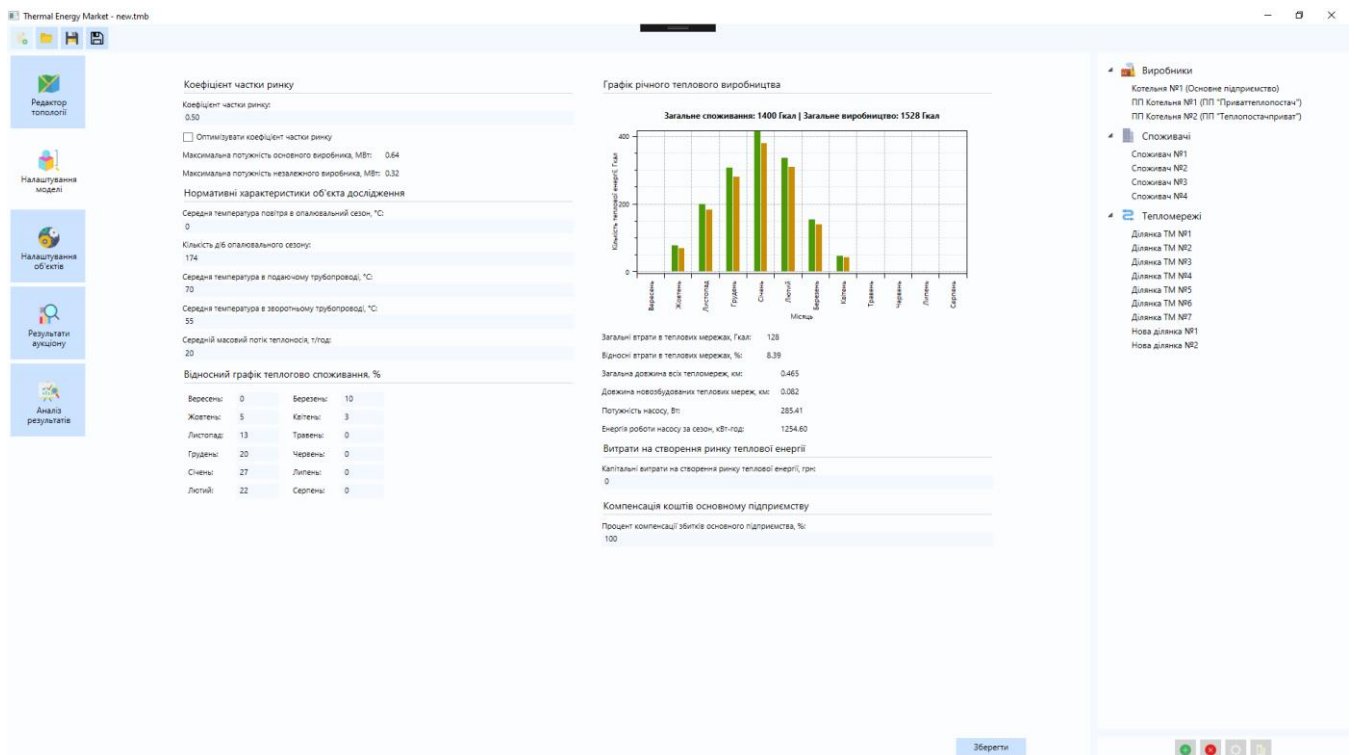 Thermal Energy Market - new.tmb
Редактор
топології
Налаштування
моделі
Налаштування
об'єктів
Результати
аукціону
Аналіз
результатів
Коефіцієнт частки ринку
Коефіцієнт частки ринку:
0.50
Оптимізувати коефіцієнт частки ринку
Максимальна потужність основного виробника, МВт: 0.64
Максимальна потужність незалежного виробника, МВт: 0.32
Нормативні характеристики об'єкта дослідження
Середня температура повітря в опалювальний сезон, °С:
0
Кількість діб опалювального сезону:
174
Середня температура в подаючому трубопроводі, °С:
70
Середня температура в зворотньому трубопроводі, °С:
55
Середній масовий потік теплоносія, т/год:
20
Відносний графік теплогово споживання, %
Вересень: 0 Березень: 10
Жовтень: 5 Квітень: 3
Листопад: 13 Травень: 0
Грудень: 20 Червень: 0
Січень: 27 Липень: 0
Лютий: 22 Серпень: 0
Графік річного теплового виробництва
Загальне споживання: 1400 Гкал | Загальне виробництво: 1528 Гкал
Кількість теплової енергії, Гкал
400
200
0
Вересень
Жовтень
Листопад
Грудень
Січень
Лютий
Березень
Квітень
Травень
Червень
Липень
Серпень
Місяць
Загальні втрати в теплових мережах, Гкал: 128
Відносні втрати в теплових мережах, %: 8.39
Загальна довжина всіх тепломереж, км: 0.465
Довжина новозбудованих теплових мереж, км: 0.082
Потужність насосу, Вт: 285.41
Енергія роботи насосу за сезон, кВт-год: 1254.60
Витрати на створення ринку теплової енергії
Капітальні витрати на створення ринку теплової енергії, грн:
0
Компенсація коштів основному підприємству
Процент компенсації збитків основного підприємства, %:
100
Зберегти
Виробники
Котельня №1 (Основне підприємство)
ПП Котельня №1 (ПП "Приваттеплопостач")
ПП Котельня №2 (ПП "Теплопостачприват")
Споживачі
Споживач №1
Споживач №2
Споживач №3
Споживач №4
Тепломережі
Ділянка ТМ №1
Ділянка ТМ №2
Ділянка ТМ №3
Ділянка ТМ №4
Ділянка ТМ №5
Ділянка ТМ №6
Ділянка ТМ №7
Нова ділянка №1
Нова ділянка №2